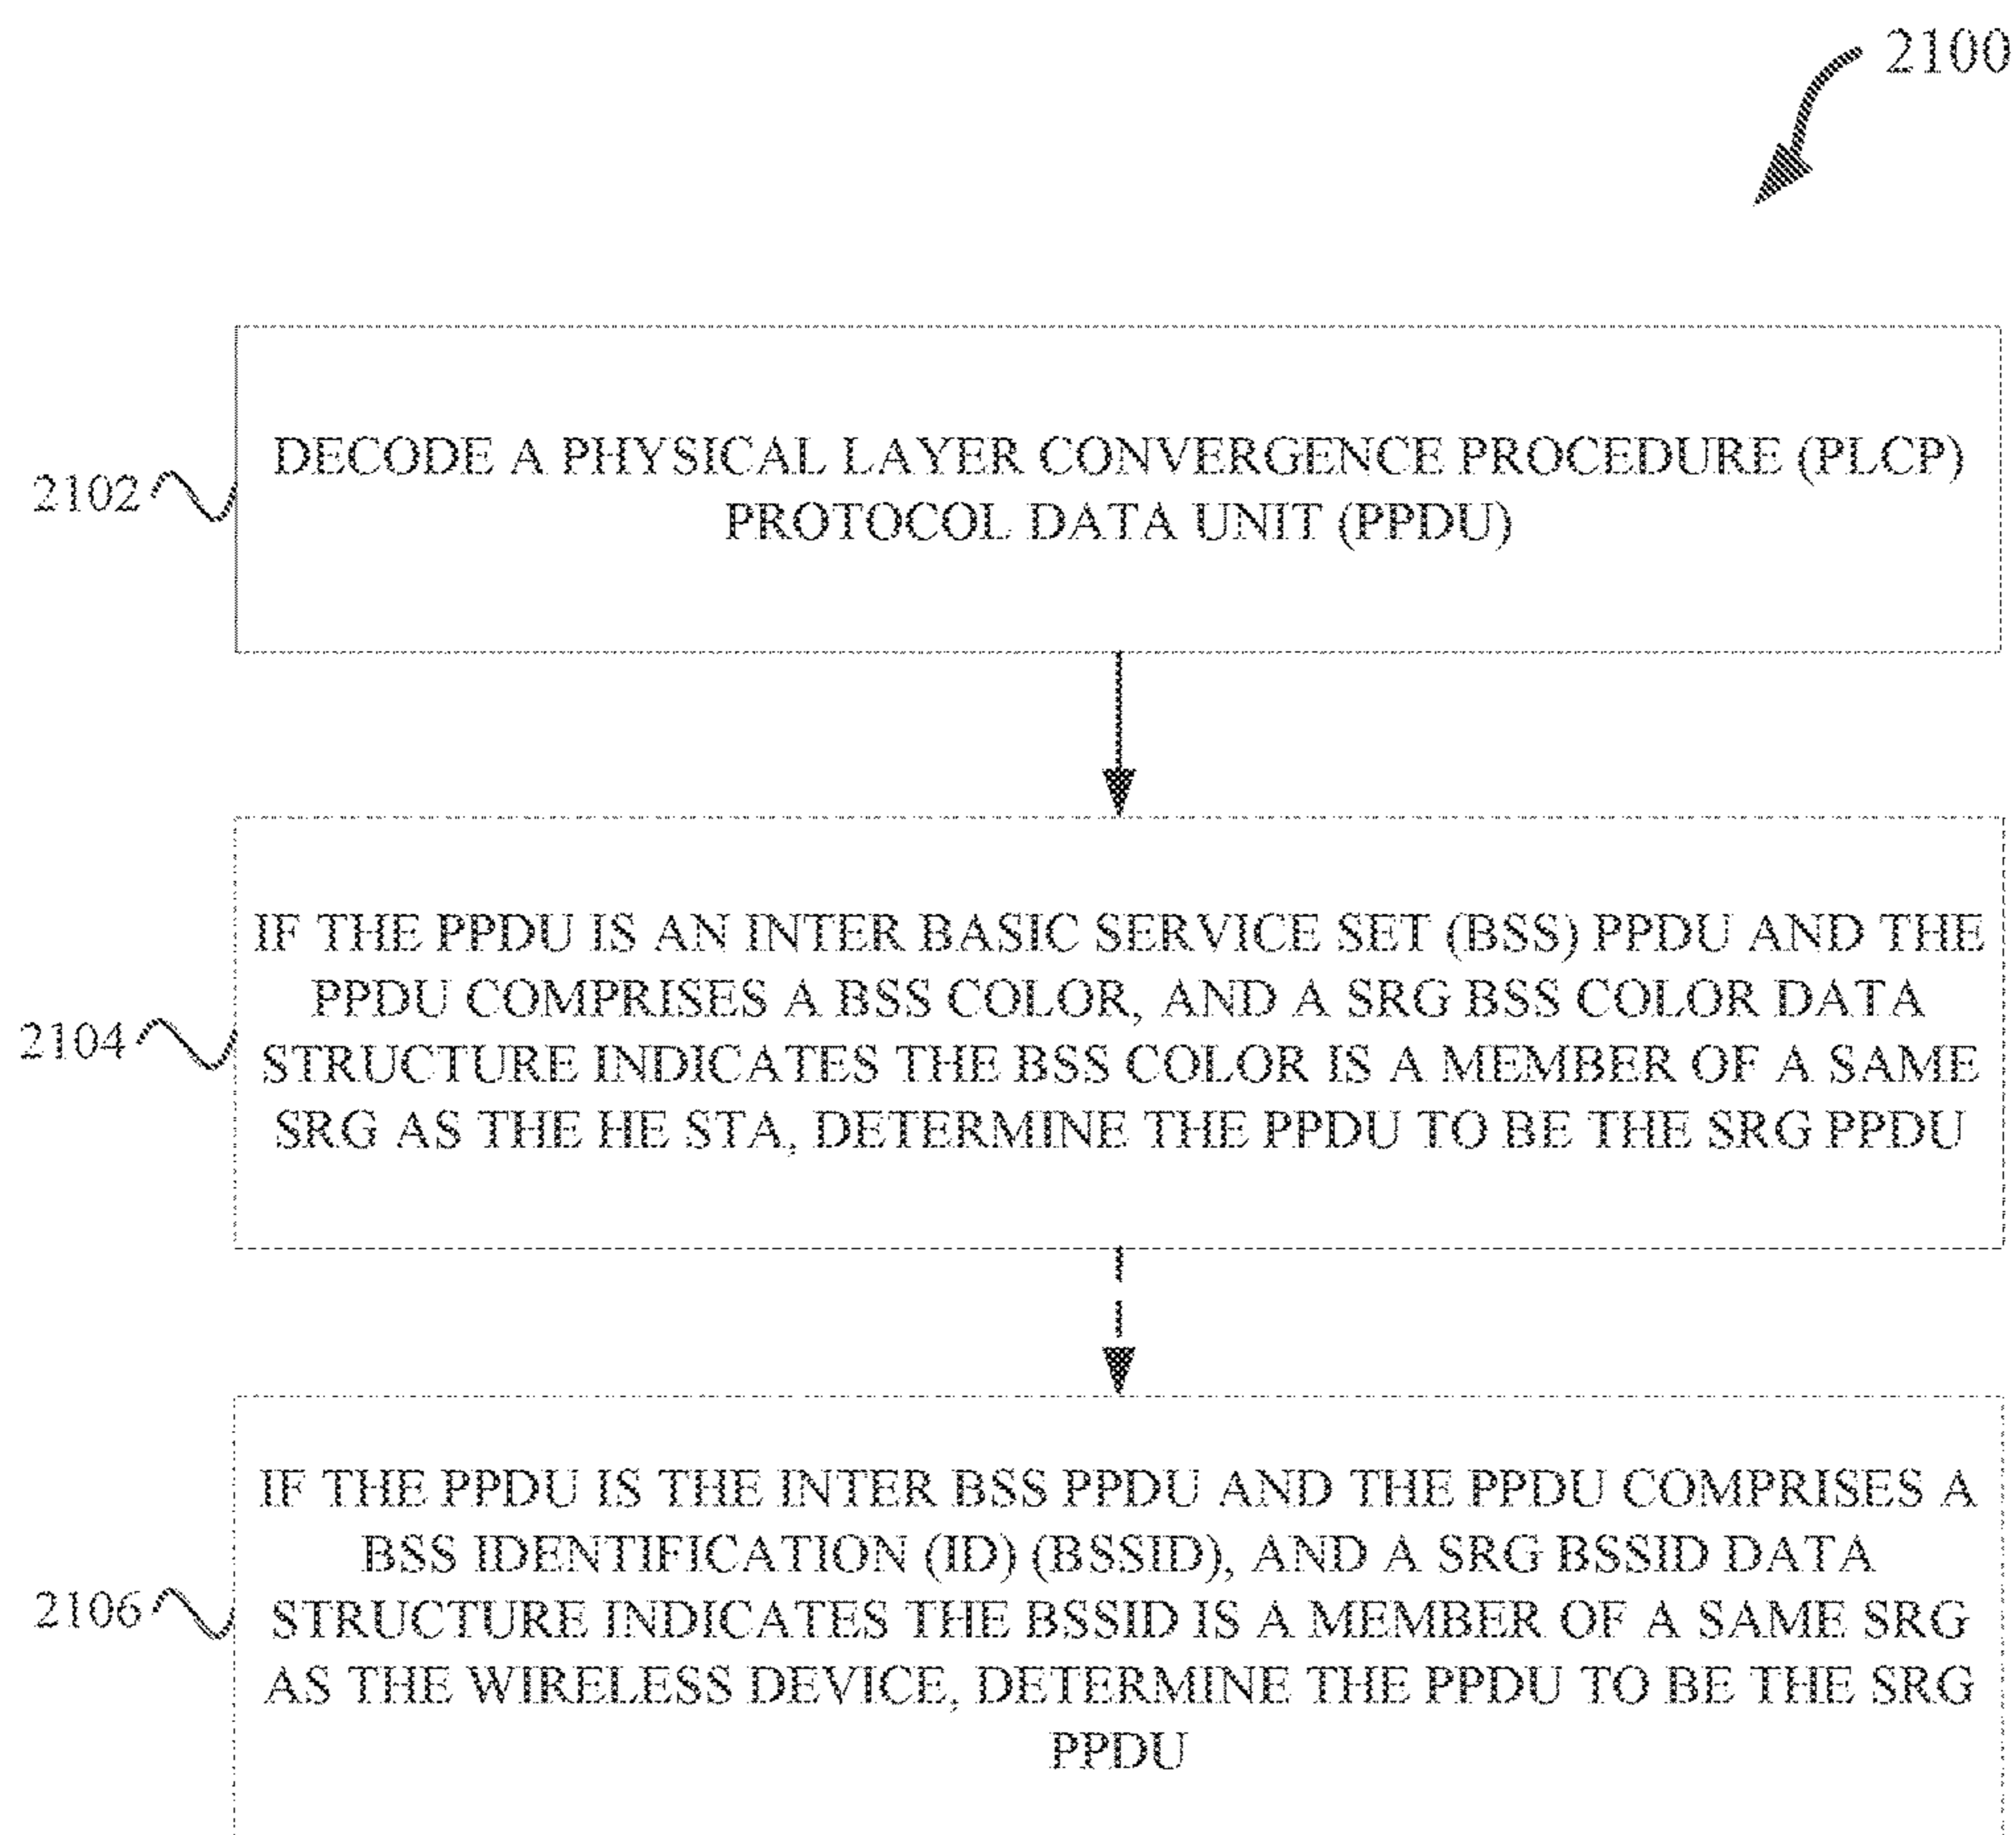 2100
2102
DECODE A PHYSICAL LAYER CONVERGENCE PROCEDURE (PLCP)
PROTOCOL DATA UNIT (PPDU)
2104
IF THE PPDU IS AN INTER BASIC SERVICE SET (BSS) PPDU AND THE
PPDU COMPRISES A BSS COLOR, AND A SRG BSS COLOR DATA
STRUCTURE INDICATES THE BSS COLOR IS A MEMBER OF A SAME
SRG AS THE HE STA, DETERMINE THE PPDU TO BE THE SRG PPDU
2106
IF THE PPDU IS THE INTER BSS PPDU AND THE PPDU COMPRISES A
BSS IDENTIFICATION (ID) (BSSID), AND A SRG BSSID DATA
STRUCTURE INDICATES THE BSSID IS A MEMBER OF A SAME SRG
AS THE WIRELESS DEVICE, DETERMINE THE PPDU TO BE THE SRG
PPDU